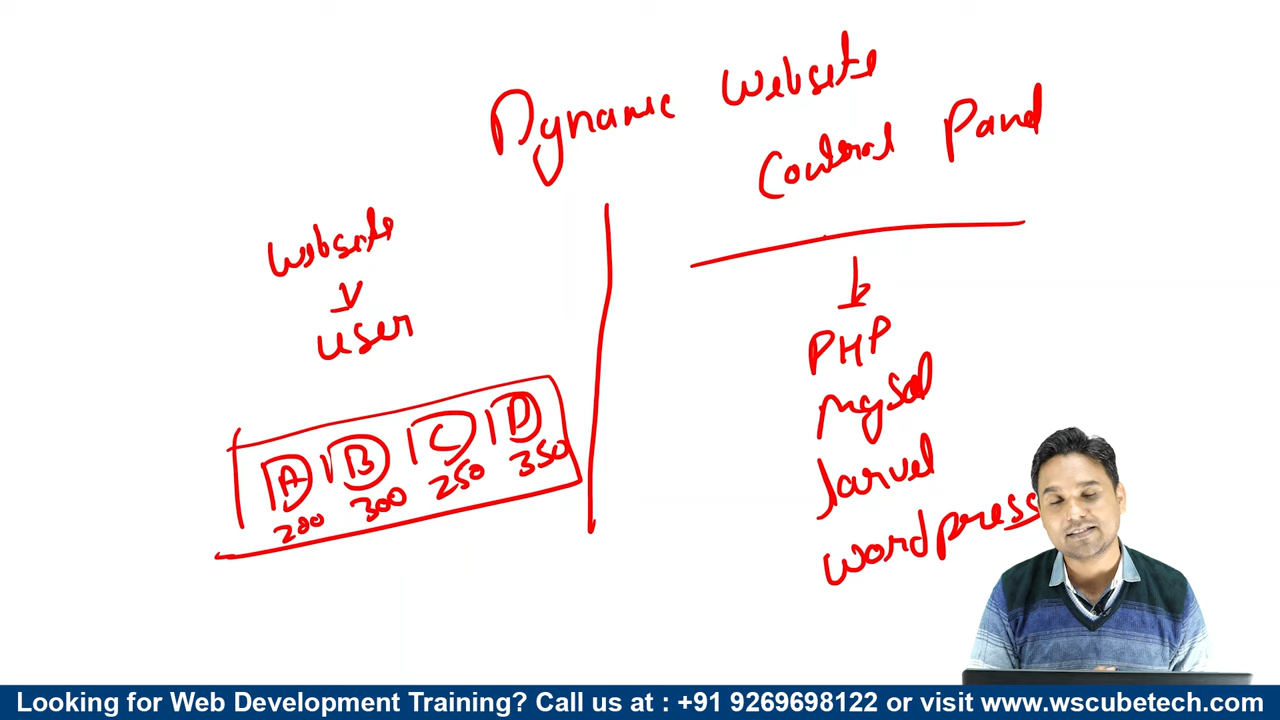 Dynamic Website
Control Panel
Website
user
A B C D
200 300 250 350
PHP
mysql
larvel
wordpress
Looking for Web Development Training? Call us at : +91 9269698122 or visit www.wscubetech.com